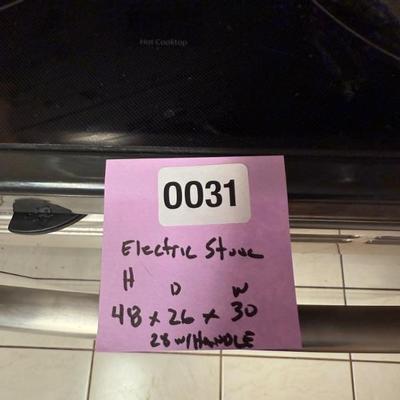 Hot Cooktop
0031
Electric Stove
H D W
48 x 26 x 30
28 W/HANDLE